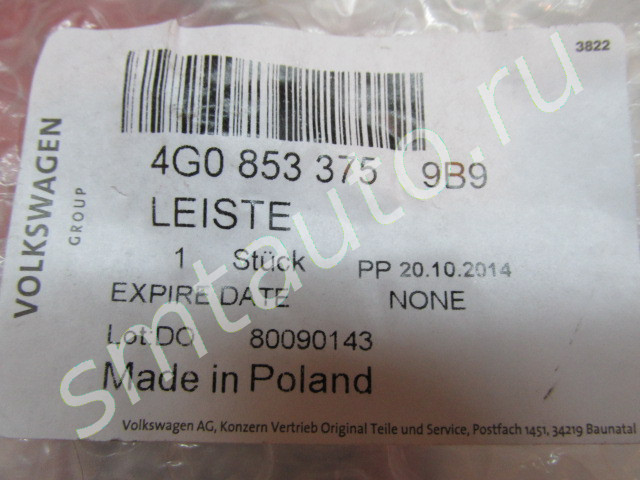 3822
VOLKSWAGEN
GROUP
4G0 853 375 9B9
LEISTE
1 Stück PP 20.10.2014
EXPIRE DATE NONE
Lot:DO 80090143
Made in Poland
Volkswagen AG, Konzern Vertrieb Original Teile und Service, Postfach 1451, 34219 Baunatal
smtauto.ru